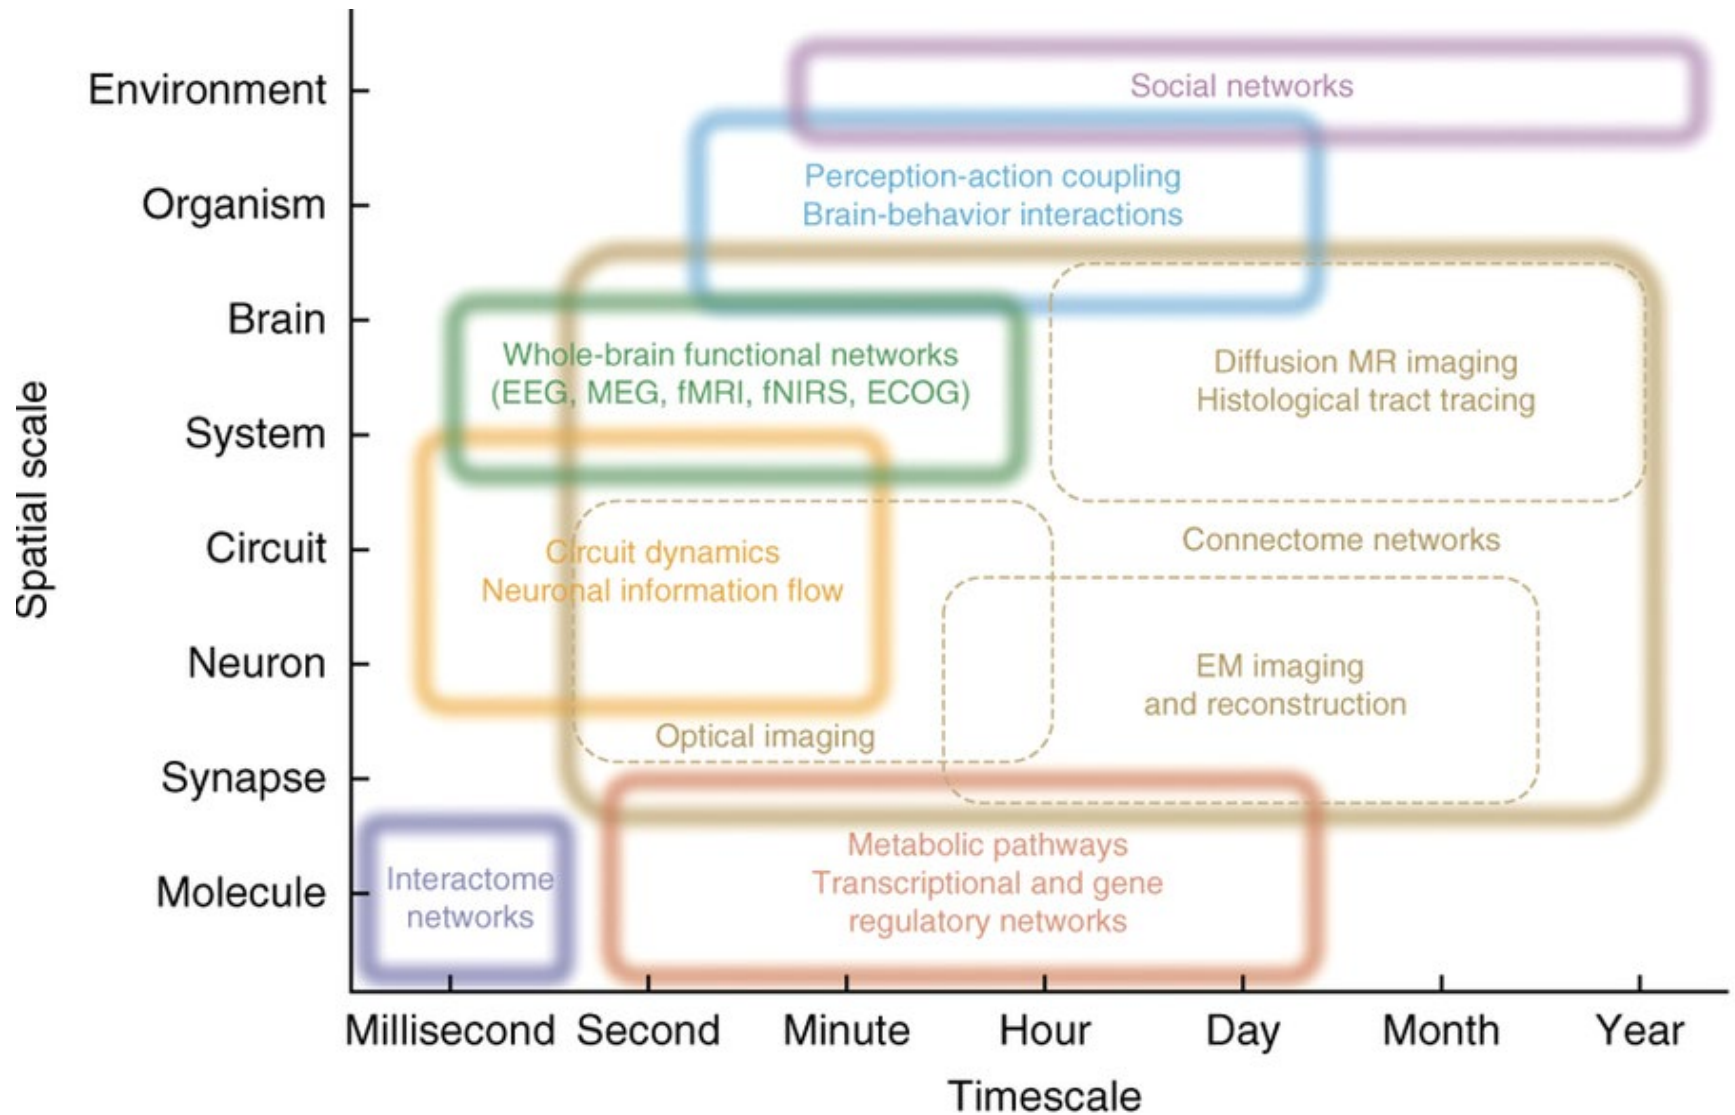 Environment
Social networks
Organism
Perception-action coupling
Brain-behavior interactions
Brain
Whole-brain functional networks
(EEG, MEG, fMRI, fNIRS, ECOG)
Diffusion MR imaging
Histological tract tracing
System
Spatial scale
Circuit
Circuit dynamics
Neuronal information flow
Connectome networks
Neuron
EM imaging
and reconstruction
Optical imaging
Synapse
Molecule
Interactome
networks
Metabolic pathways
Transcriptional and gene
regulatory networks
Millisecond Second Minute Hour Day Month Year
Timescale